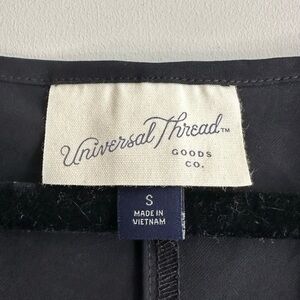 Universal Thread™
GOODS
CO.
S
MADE IN
VIETNAM